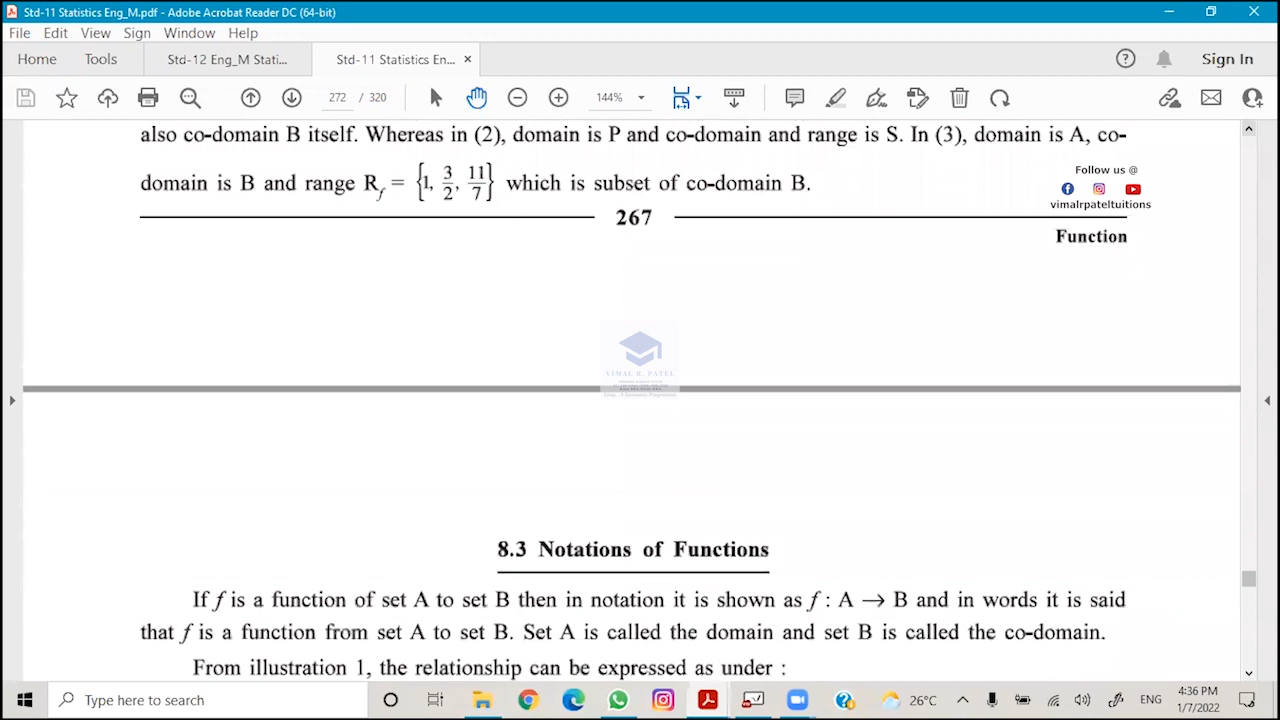 Std-11 Statistics Eng_M.pdf - Adobe Acrobat Reader DC (64-bit)
File Edit View Sign Window Help
Home Tools Std-12 Eng_M Stati... Std-11 Statistics En... × Sign In
272 / 320 144%
also co-domain B itself. Whereas in (2), domain is P and co-domain and range is S. In (3), domain is A, co-
domain is B and range R_f = {1, 3/2, 11/7} which is subset of co-domain B.
Follow us @
vimalrpateltuitions
267
Function
VIMAL R. PATEL
8.3 Notations of Functions
If f is a function of set A to set B then in notation it is shown as f : A → B and in words it is said
that f is a function from set A to set B. Set A is called the domain and set B is called the co-domain.
From illustration 1, the relationship can be expressed as under :
Type here to search
26°C
ENG
4:36 PM
1/7/2022